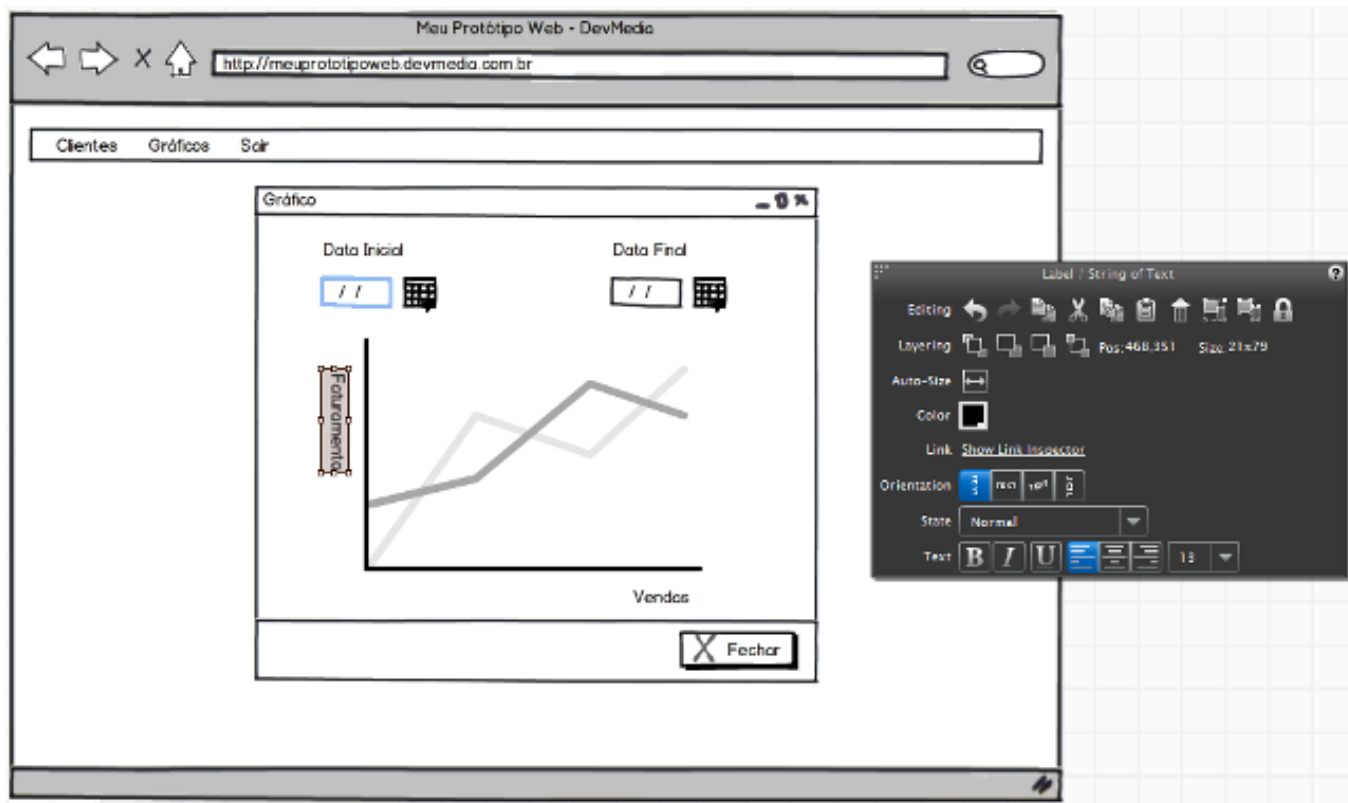 Meu Protótipo Web - DevMedia
http://meuprototipoweb.devmedia.com.br
Clientes Gráficos Sair
Gráfico
Data Inicial Data Final
/ / / /
Faturamento
Vendas
X Fechar
Label / String of Text
Editing
Layering Pos: 468,351 Size: 21x79
Auto-Size
Color
Link Show Link Inspector
Orientation
State Normal
Text B I U 13